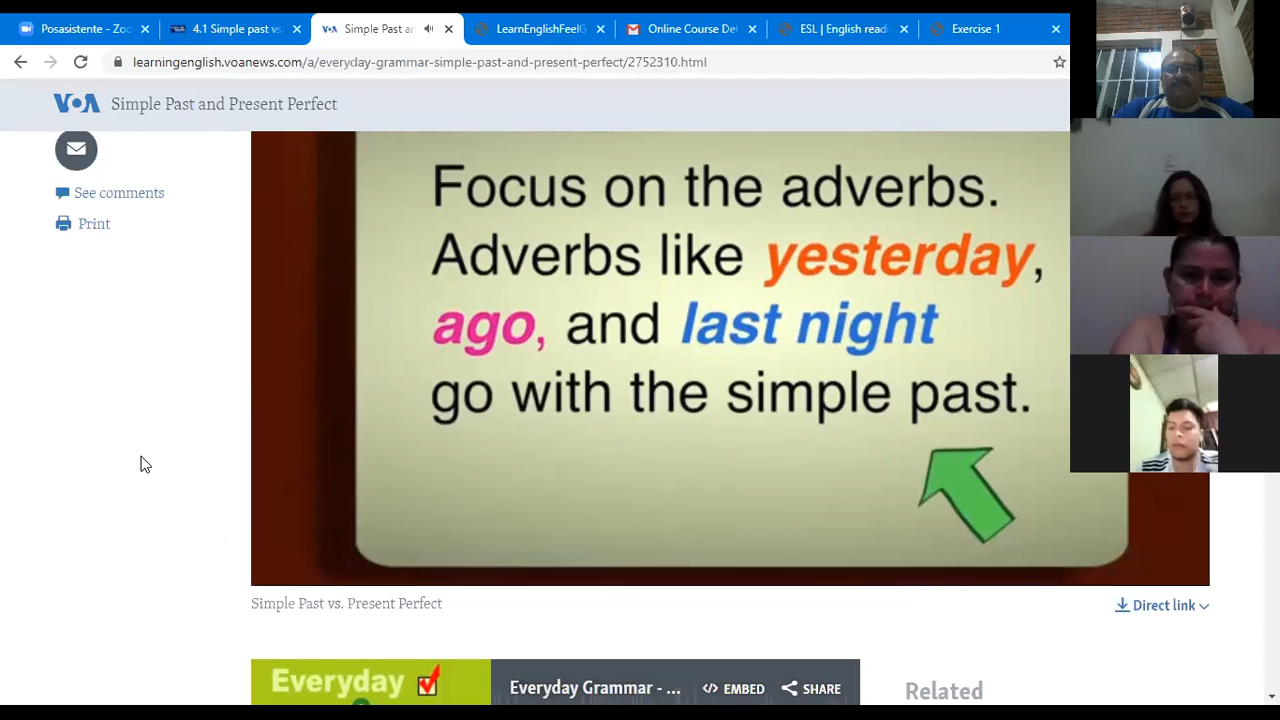 Posasistente - Zoo
4.1 Simple past vs.
Simple Past an
LearnEnglishFeelG
Online Course De
ESL | English readi
Exercise 1
learningenglish.voanews.com/a/everyday-grammar-simple-past-and-present-perfect/2752310.html
VOA Simple Past and Present Perfect
See comments
Print
Focus on the adverbs.
Adverbs like yesterday,
ago, and last night
go with the simple past.
Simple Past vs. Present Perfect
Direct link
Everyday
Everyday Grammar - ...
EMBED
SHARE
Related